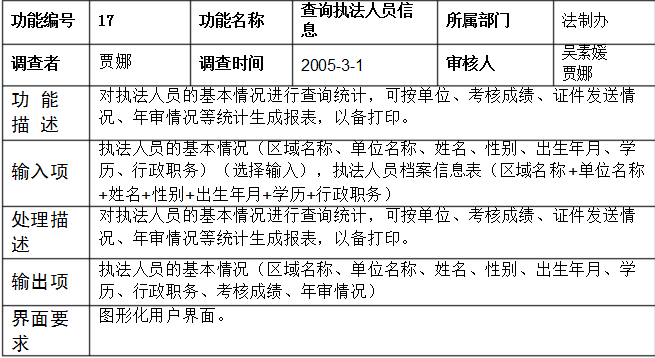 功能编号 17 功能名称 查询执法人员信息 所属部门 法制办
调查者 贾娜 调查时间 2005-3-1 审核人 吴素媛 贾娜
功 能
描 述
对执法人员的基本情况进行查询统计，可按单位、考核成绩、证件发送情
况、年审情况等统计生成报表，以备打印。
输入项
执法人员的基本情况（区域名称、单位名称、姓名、性别、出生年月、学
历、行政职务）（选择输入），执法人员档案信息表（区域名称+单位名称
+姓名+性别+出生年月+学历+行政职务）
处理描
述
对执法人员的基本情况进行查询统计，可按单位、考核成绩、证件发送情
况、年审情况等统计生成报表，以备打印。
输出项
执法人员的基本情况（区域名称、单位名称、姓名、性别、出生年月、学
历、行政职务、考核成绩、年审情况）
界面要
求
图形化用户界面。